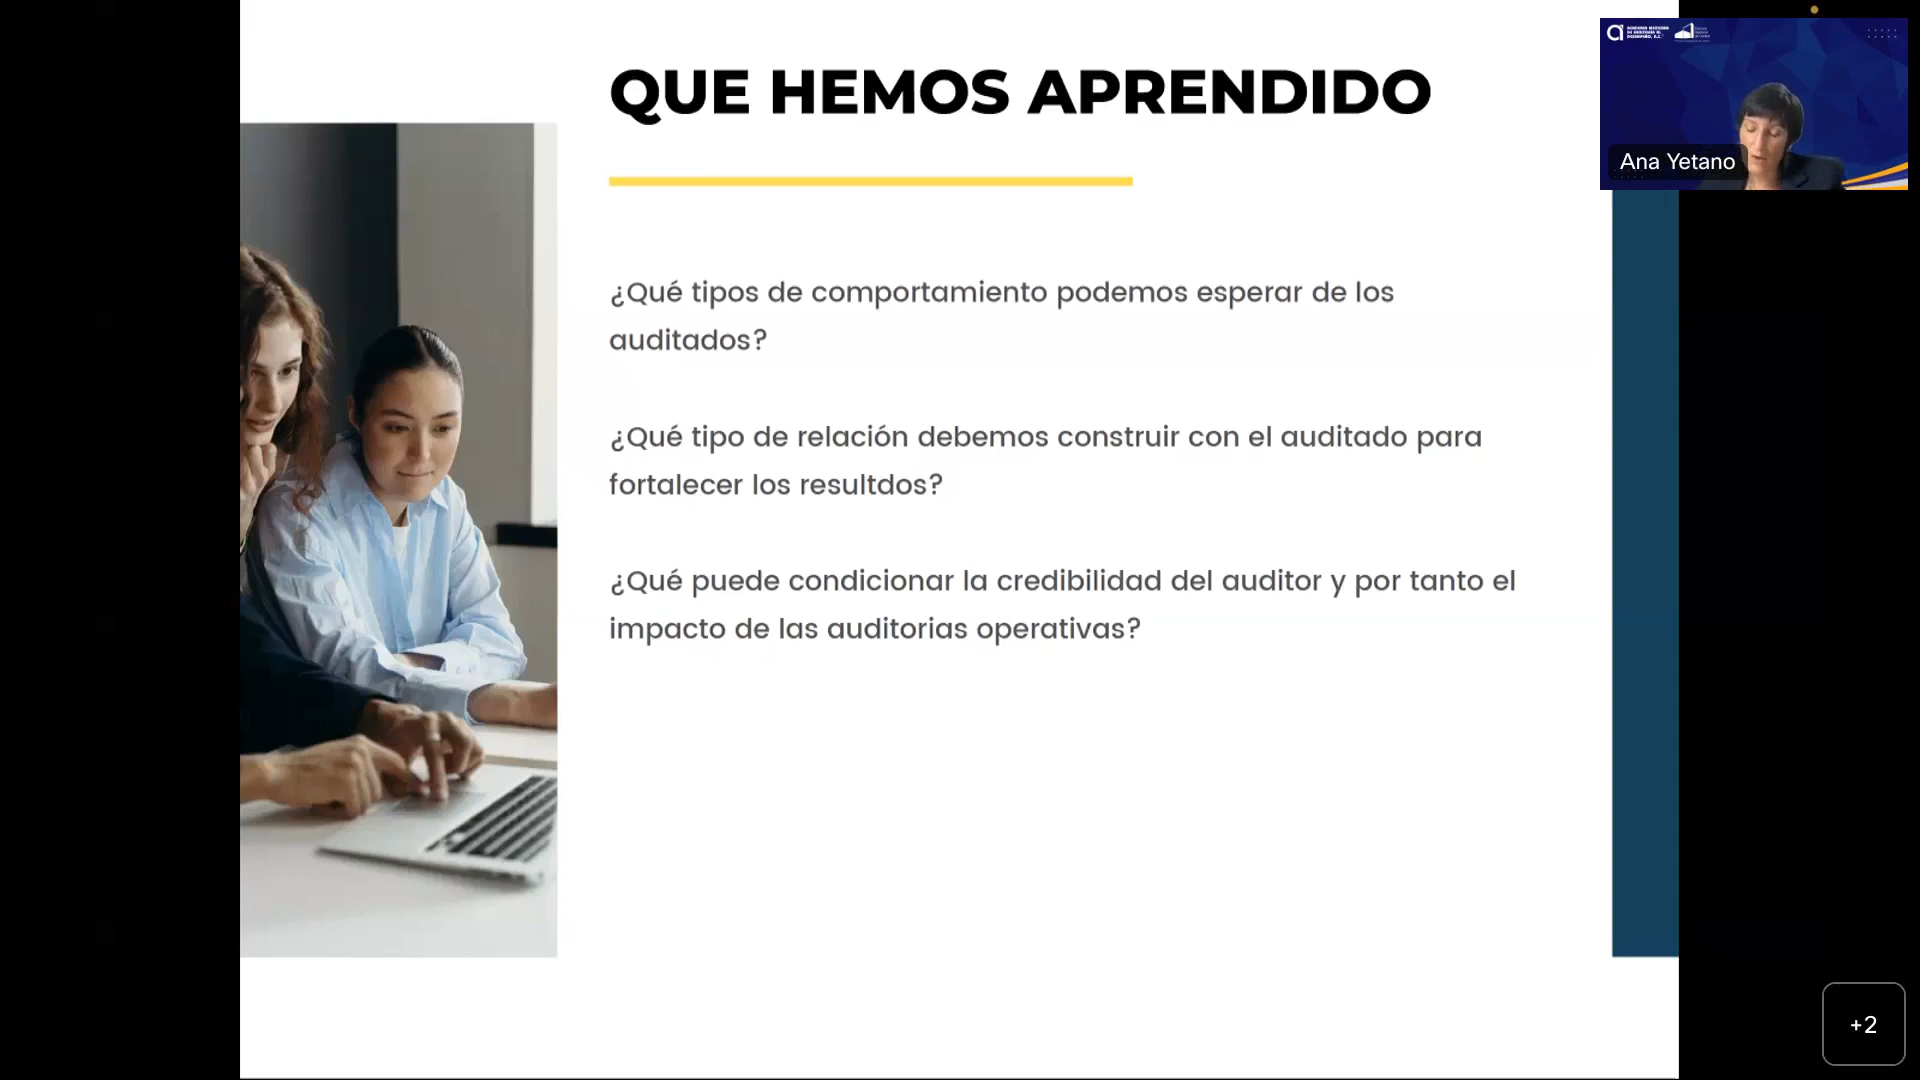 QUE HEMOS APRENDIDO
Ana Yetano
¿Qué tipos de comportamiento podemos esperar de los
auditados?
¿Qué tipo de relación debemos construir con el auditado para
fortalecer los resultdos?
¿Qué puede condicionar la credibilidad del auditor y por tanto el
impacto de las auditorias operativas?
+2